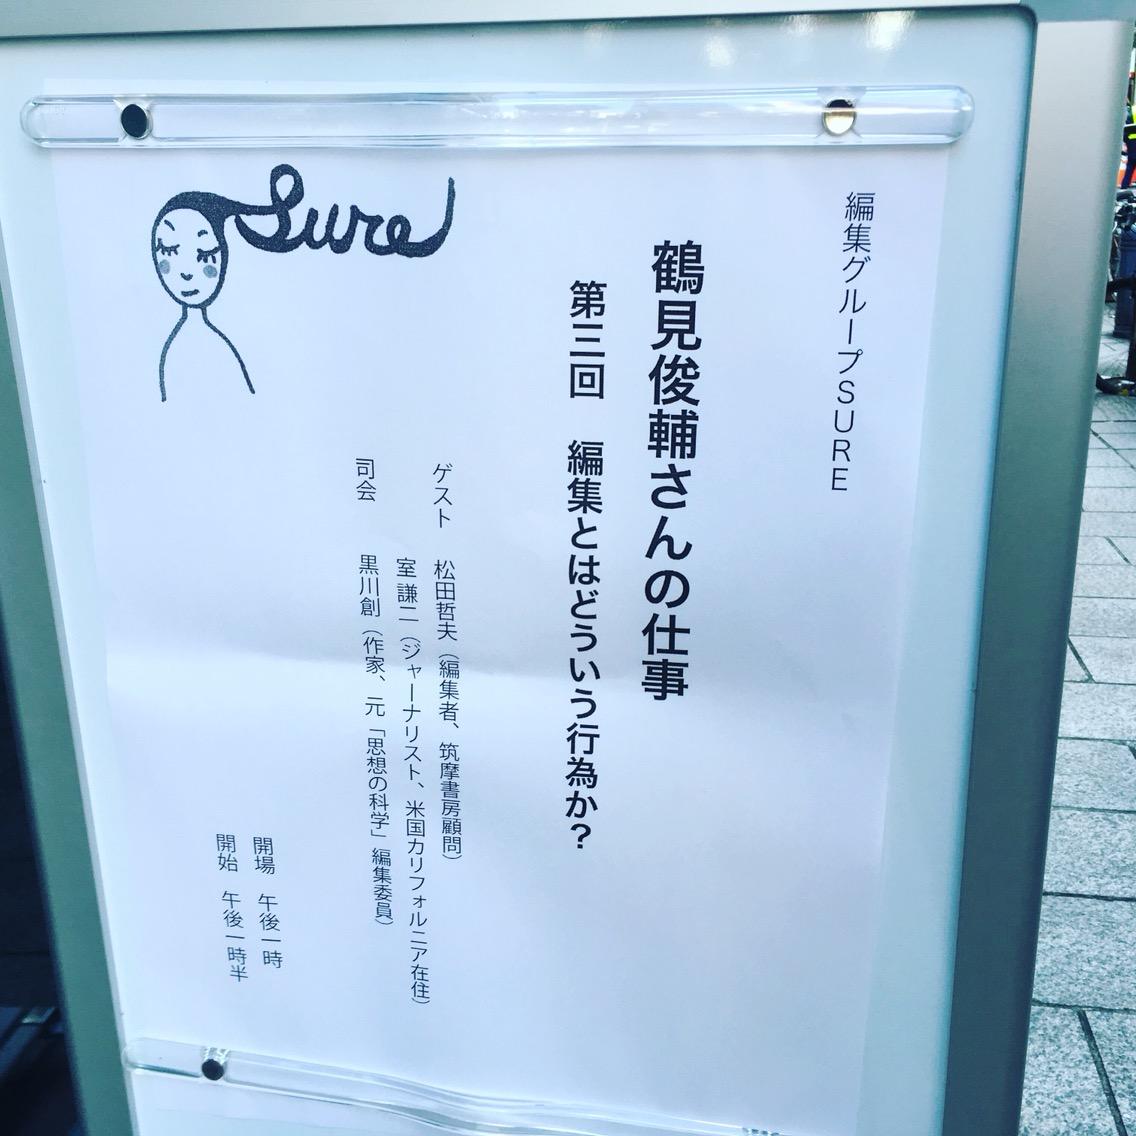 Sure
編集グループSURE
鶴見俊輔さんの仕事
第三回 編集とはどういう行為か?
ゲスト 松田哲夫（編集者、筑摩書房顧問）
室 謙二（ジャーナリスト、米国カリフォルニア在住）
司会 黒川創（作家、元「思想の科学」編集委員）
開場 午後一時
開始 午後一時半